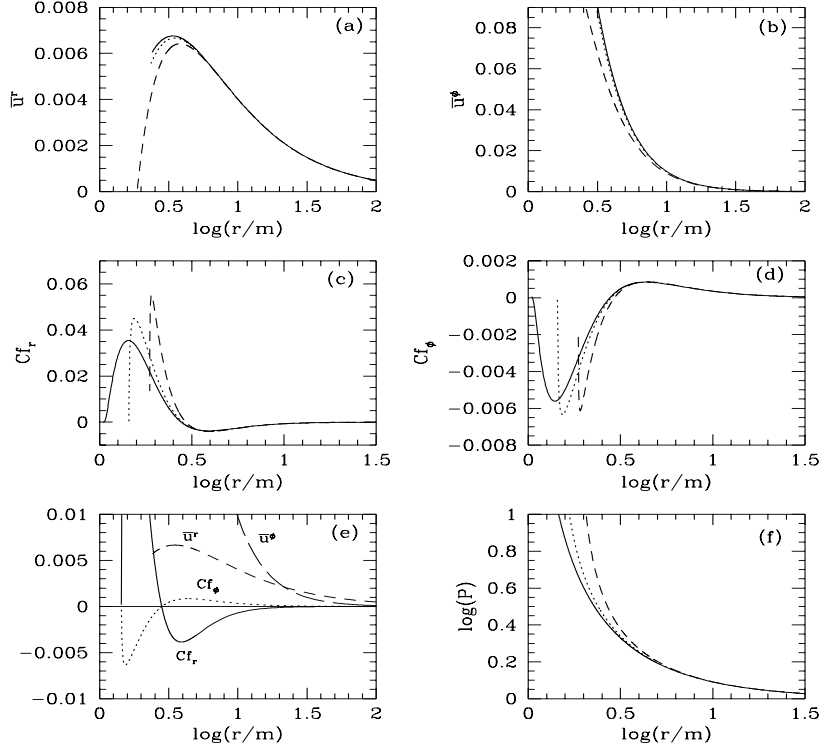 (a)
u̅ʳ
0.008
0.006
0.004
0.002
0
0 0.5 1 1.5 2
log(r/m)
(b)
u̅ᶲ
0.08
0.06
0.04
0.02
0
0 0.5 1 1.5 2
log(r/m)
(c)
Cfᵣ
0.06
0.04
0.02
0
0 0.5 1 1.5
log(r/m)
(d)
Cfᵩ
0.002
0
−0.002
−0.004
−0.006
−0.008
0 0.5 1 1.5
log(r/m)
(e)
0.01
0.005
0
−0.005
−0.01
u̅ʳ
u̅ᶲ
Cfᵩ
Cfᵣ
0 0.5 1 1.5 2
log(r/m)
(f)
log(P)
1
0.8
0.6
0.4
0.2
0
0 0.5 1 1.5
log(r/m)